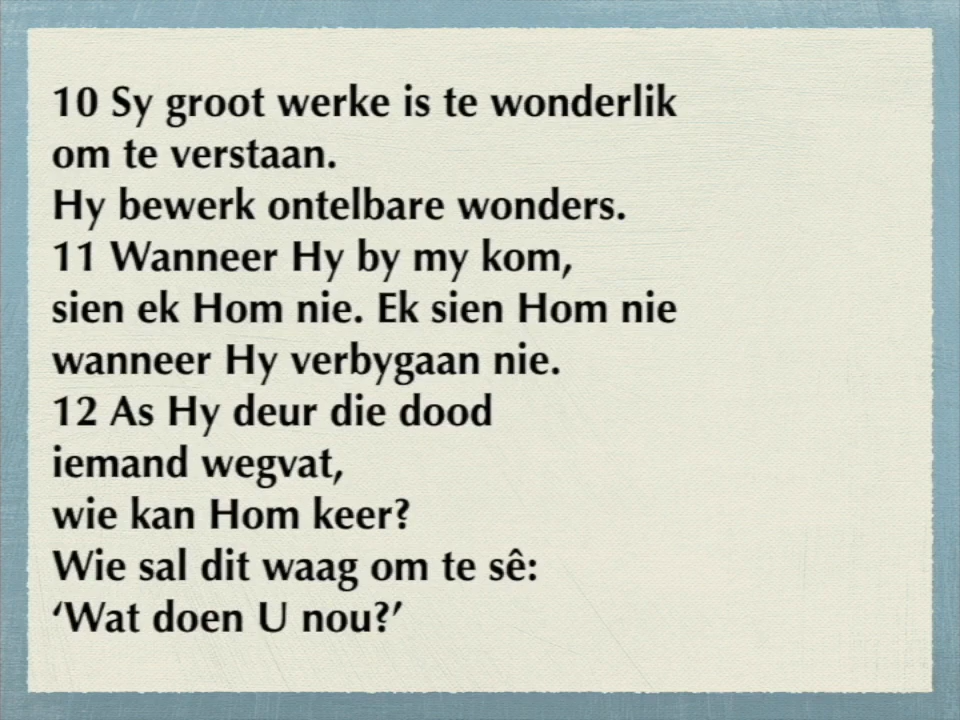 10 Sy groot werke is te wonderlik
om te verstaan.
Hy bewerk ontelbare wonders.
11 Wanneer Hy by my kom,
sien ek Hom nie. Ek sien Hom nie
wanneer Hy verbygaan nie.
12 As Hy deur die dood
iemand wegvat,
wie kan Hom keer?
Wie sal dit waag om te sê:
‘Wat doen U nou?’